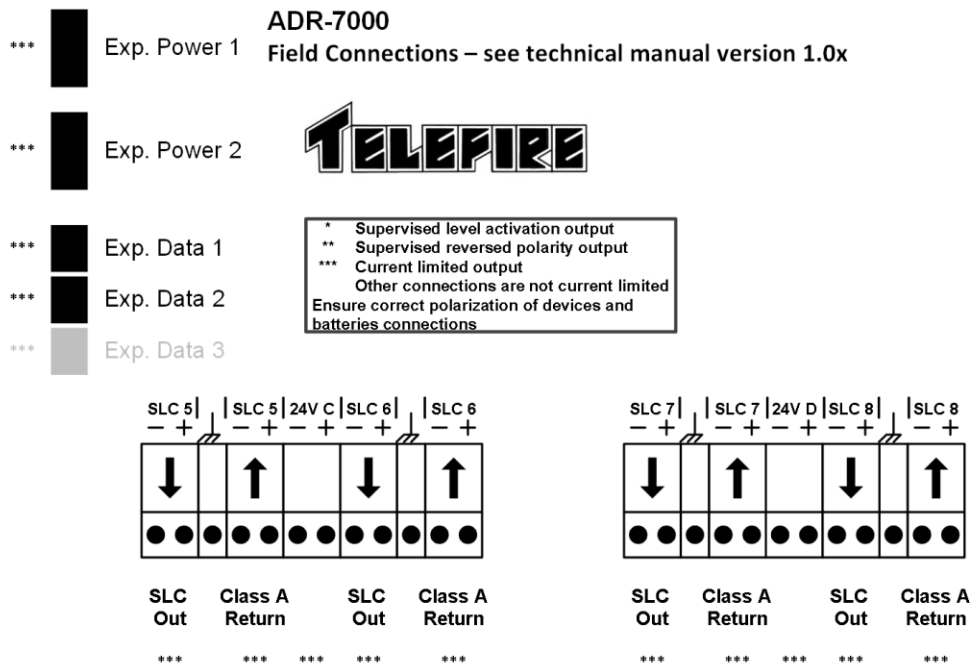 ADR-7000
Field Connections – see technical manual version 1.0x
*** Exp. Power 1
*** Exp. Power 2
TELEFIRE
*** Exp. Data 1
*** Exp. Data 2
*** Exp. Data 3
* Supervised level activation output
** Supervised reversed polarity output
*** Current limited output
Other connections are not current limited
Ensure correct polarization of devices and
batteries connections
SLC 5 | | SLC 5 | 24V C | SLC 6 | | SLC 6
− + − + − + − + − +
SLC Class A SLC Class A
Out Return Out Return
*** *** *** *** ***
SLC 7 | | SLC 7 | 24V D | SLC 8 | | SLC 8
− + − + − + − + − +
SLC Class A SLC Class A
Out Return Out Return
*** *** *** *** ***